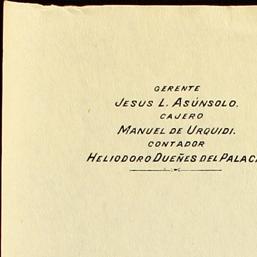 GERENTE
JESUS L. ASÚNSOLO.
CAJERO
MANUEL DE URQUIDI.
CONTADOR
HELIODORO DUEÑES DEL PALAC